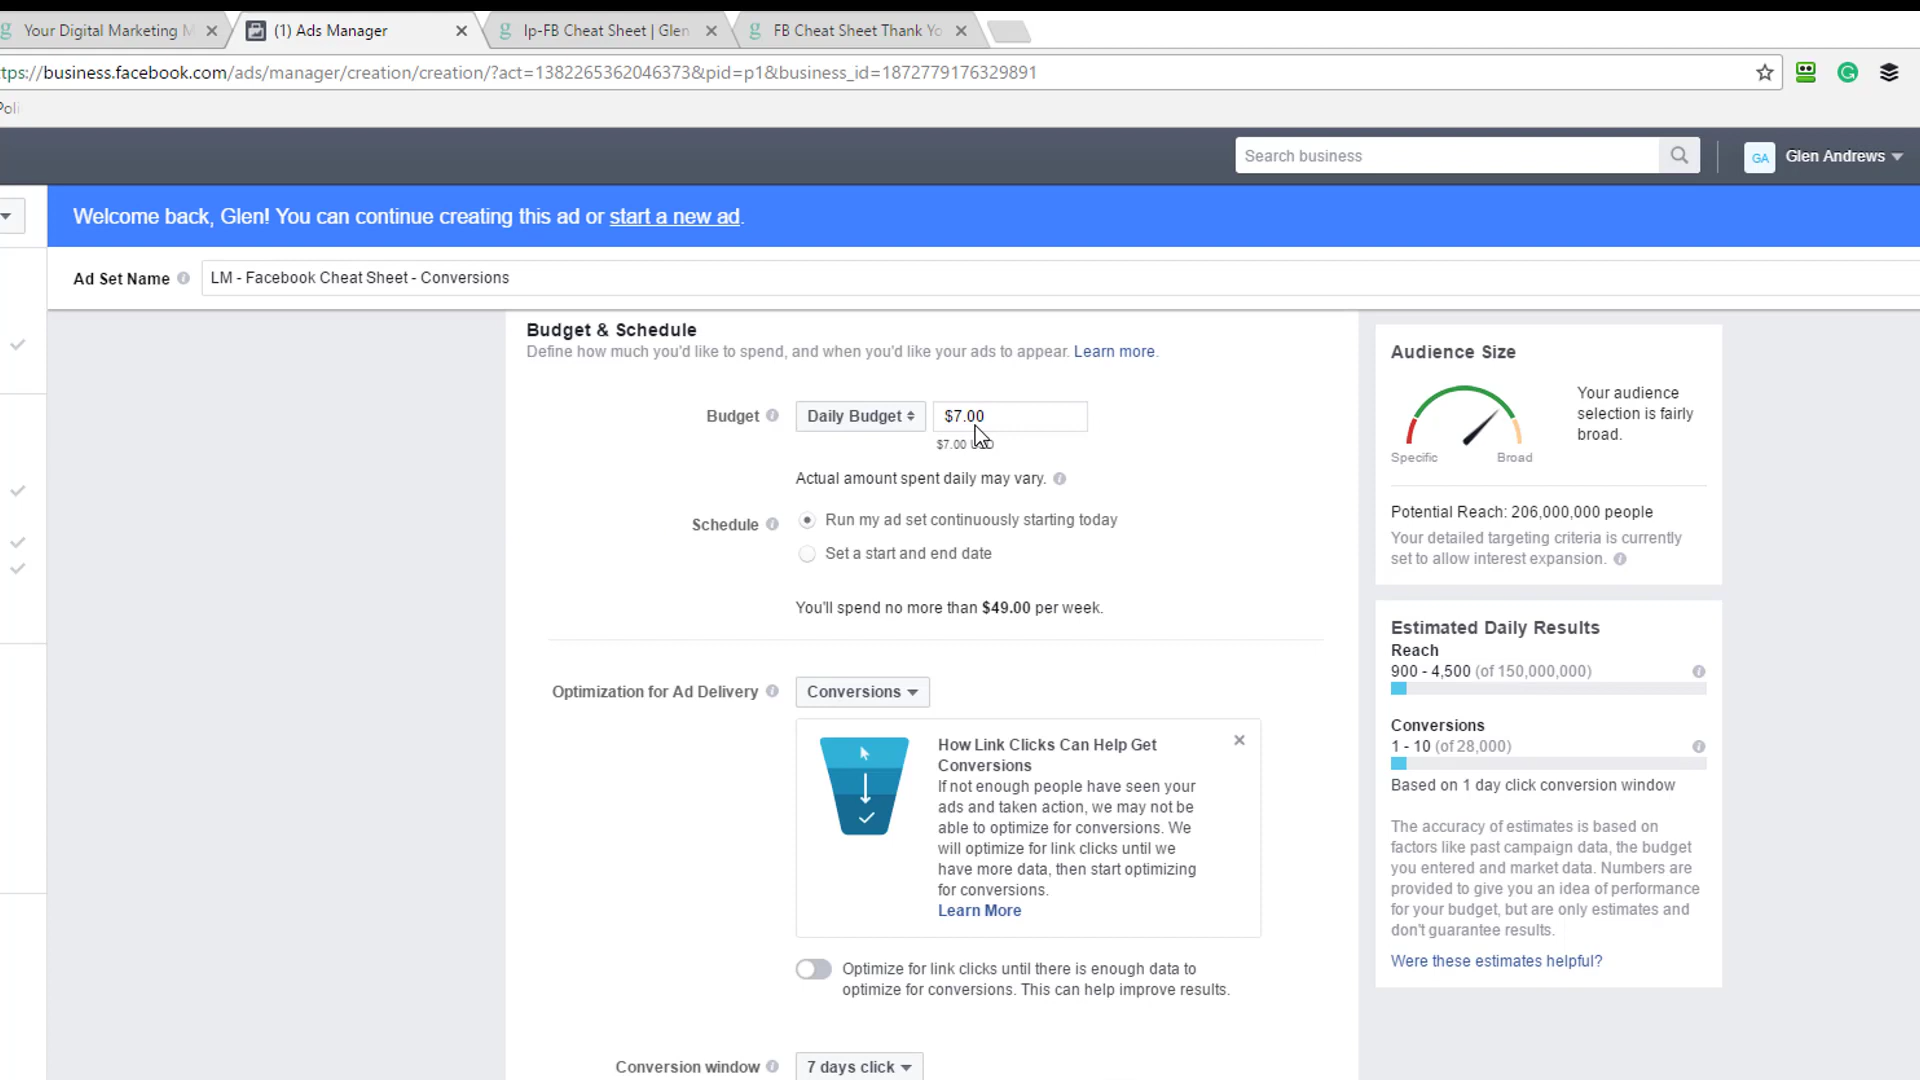 Your Digital Marketing M
(1) Ads Manager
lp-FB Cheat Sheet | Glen
FB Cheat Sheet Thank Yo
ttps://business.facebook.com/ads/manager/creation/creation/?act=1382265362046373&pid=p1&business_id=1872779176329891
Poli
Search business
GA
Glen Andrews
Welcome back, Glen! You can continue creating this ad or start a new ad.
Ad Set Name
LM - Facebook Cheat Sheet - Conversions
Budget & Schedule
Define how much you'd like to spend, and when you'd like your ads to appear. Learn more.
Budget
Daily Budget
$7.00
$7.00
Actual amount spent daily may vary.
Schedule
Run my ad set continuously starting today
Set a start and end date
You'll spend no more than $49.00 per week.
Optimization for Ad Delivery
Conversions
How Link Clicks Can Help Get
Conversions
If not enough people have seen your
ads and taken action, we may not be
able to optimize for conversions. We
will optimize for link clicks until we
have more data, then start optimizing
for conversions.
Learn More
Optimize for link clicks until there is enough data to
optimize for conversions. This can help improve results.
Conversion window
7 days click
Audience Size
Your audience
selection is fairly
broad.
Specific
Broad
Potential Reach: 206,000,000 people
Your detailed targeting criteria is currently
set to allow interest expansion.
Estimated Daily Results
Reach
900 - 4,500 (of 150,000,000)
Conversions
1 - 10 (of 28,000)
Based on 1 day click conversion window
The accuracy of estimates is based on
factors like past campaign data, the budget
you entered and market data. Numbers are
provided to give you an idea of performance
for your budget, but are only estimates and
don't guarantee results.
Were these estimates helpful?